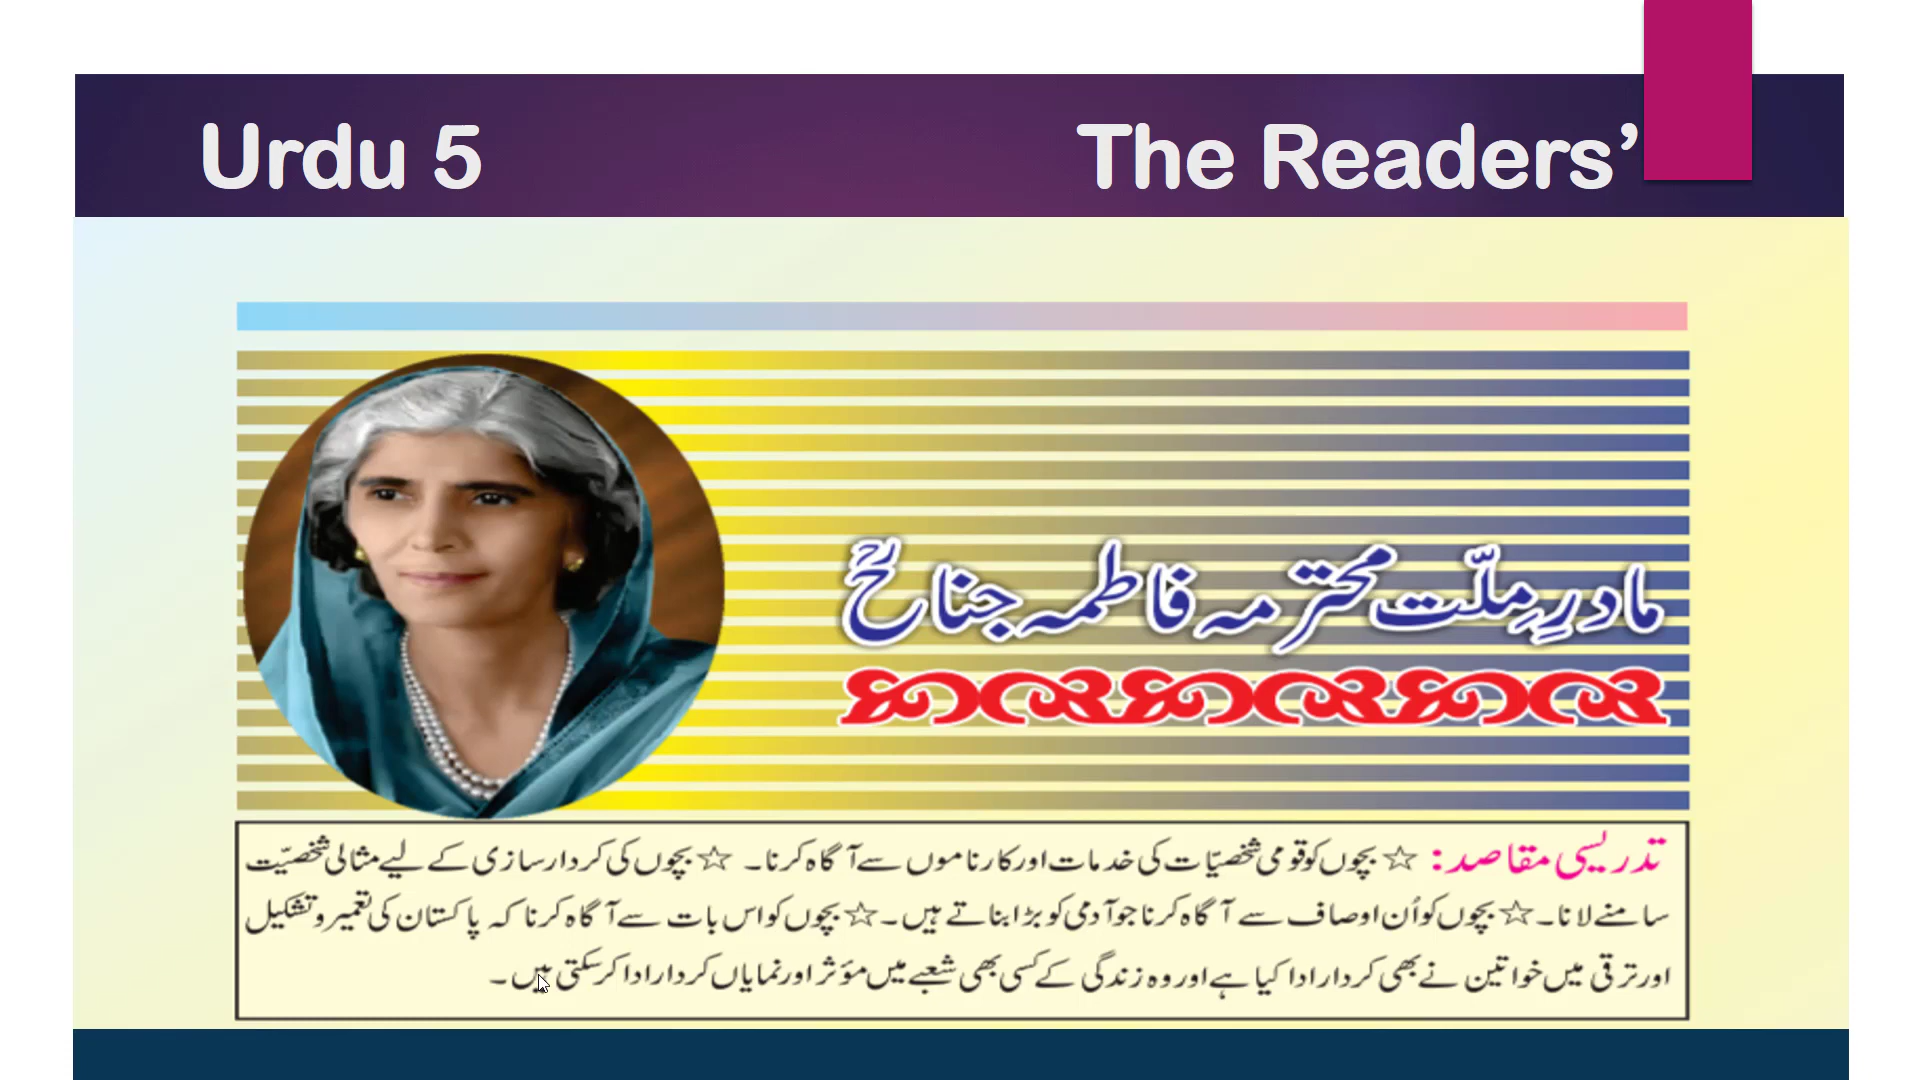 Urdu 5 The Readers’
مادرِ مِلّت محترمہ فاطمہ جناحؒ
تدریسی مقاصد: ☆ بچوں کو قومی شخصیّات کی خدمات اور کارناموں سے آگاہ کرنا۔ ☆ بچوں کی کردار سازی کے لیے مثالی شخصیّت
سامنے لانا۔ ☆ بچوں کو اُن اوصاف سے آگاہ کرنا جو آدمی کو بڑا بناتے ہیں۔ ☆ بچوں کو اس بات سے آگاہ کرنا کہ پاکستان کی تعمیر و تشکیل
اور ترقی میں خواتین نے بھی کردار ادا کیا ہے اور وہ زندگی کے کسی بھی شعبے میں مؤثر اور نمایاں کردار ادا کر سکتی ہیں۔